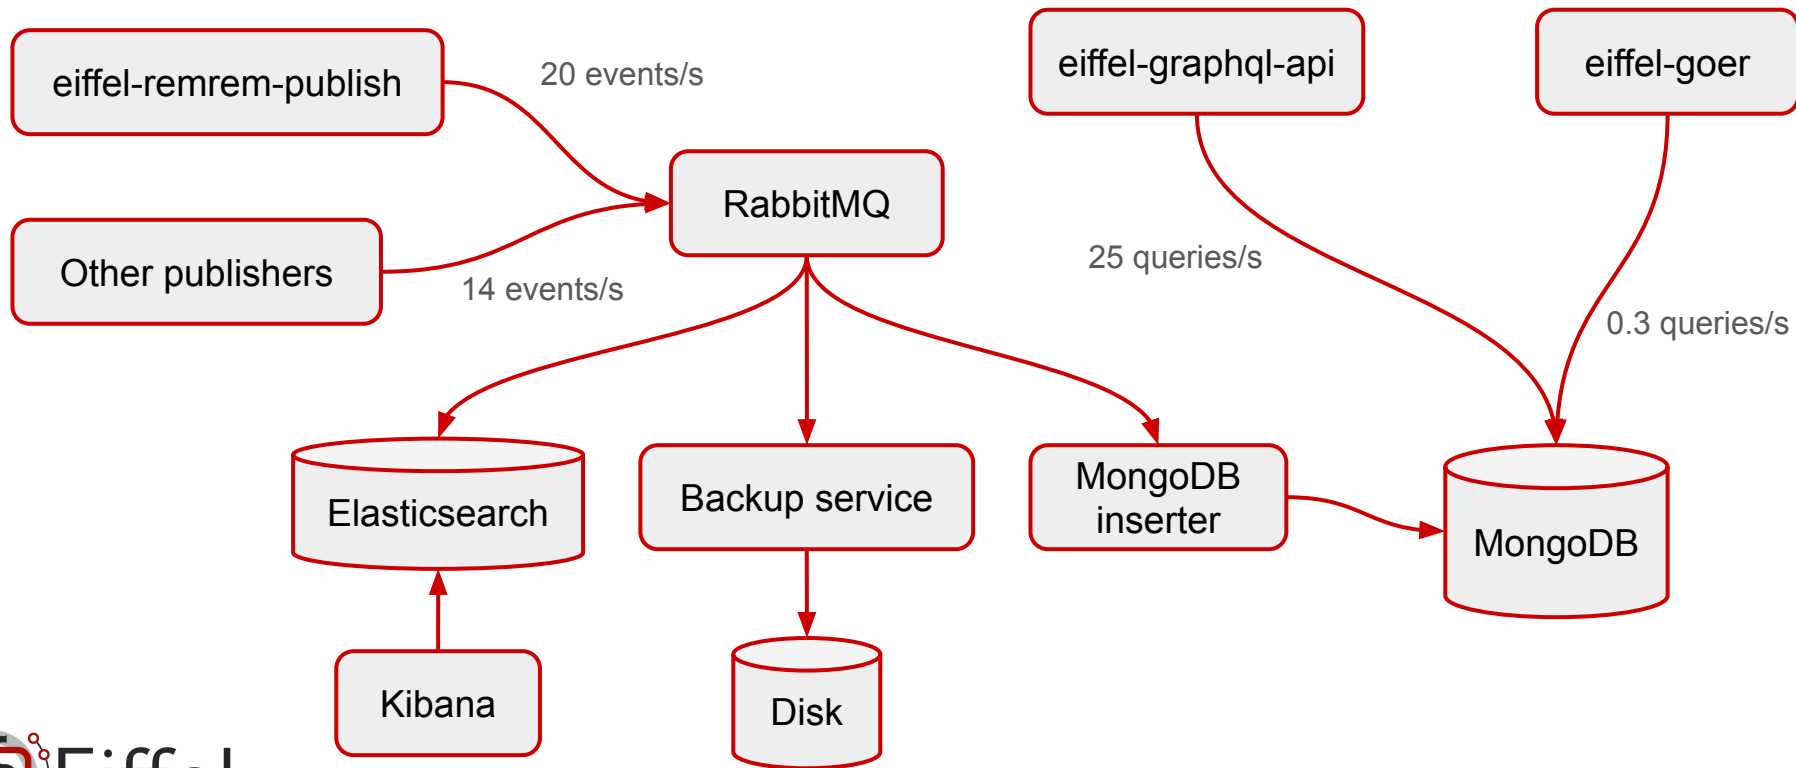 eiffel-remrem-publish
20 events/s
eiffel-graphql-api
eiffel-goer
RabbitMQ
Other publishers
14 events/s
25 queries/s
0.3 queries/s
Elasticsearch
Backup service
MongoDB
inserter
MongoDB
Kibana
Disk
Eiffel